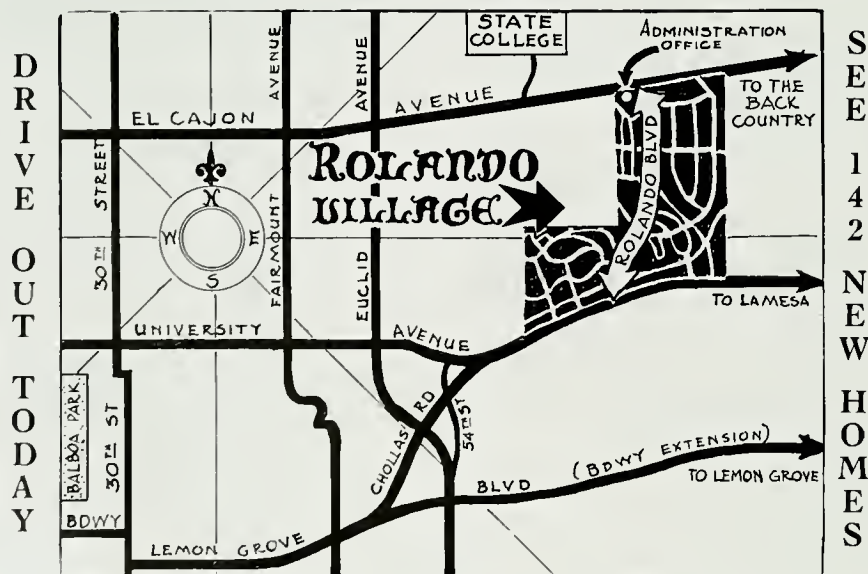 DRIVE OUT TODAY
STATE
COLLEGE
ADMINISTRATION
OFFICE
AVENUE
AVENUE
AVENUE
TO THE
BACK
COUNTRY
EL CAJON
STREET
30TH
ROLANDO
VILLAGE
ROLANDO BLVD
N
W
E
S
FAIRMOUNT
EUCLID
TO LA MESA
UNIVERSITY
AVENUE
BALBOA PARK
30TH ST
CHOLLAS RD
54TH ST
BLVD
(BDWY EXTENSION)
TO LEMON GROVE
BDWY
LEMON GROVE
SEE 142 NEW HOMES